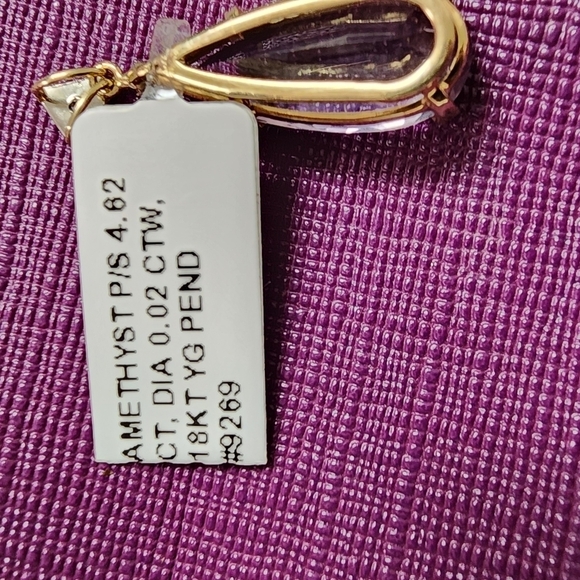 AMETHYST P/S 4.62
CT, DIA 0.02 CTW,
18KT YG PEND
#9269